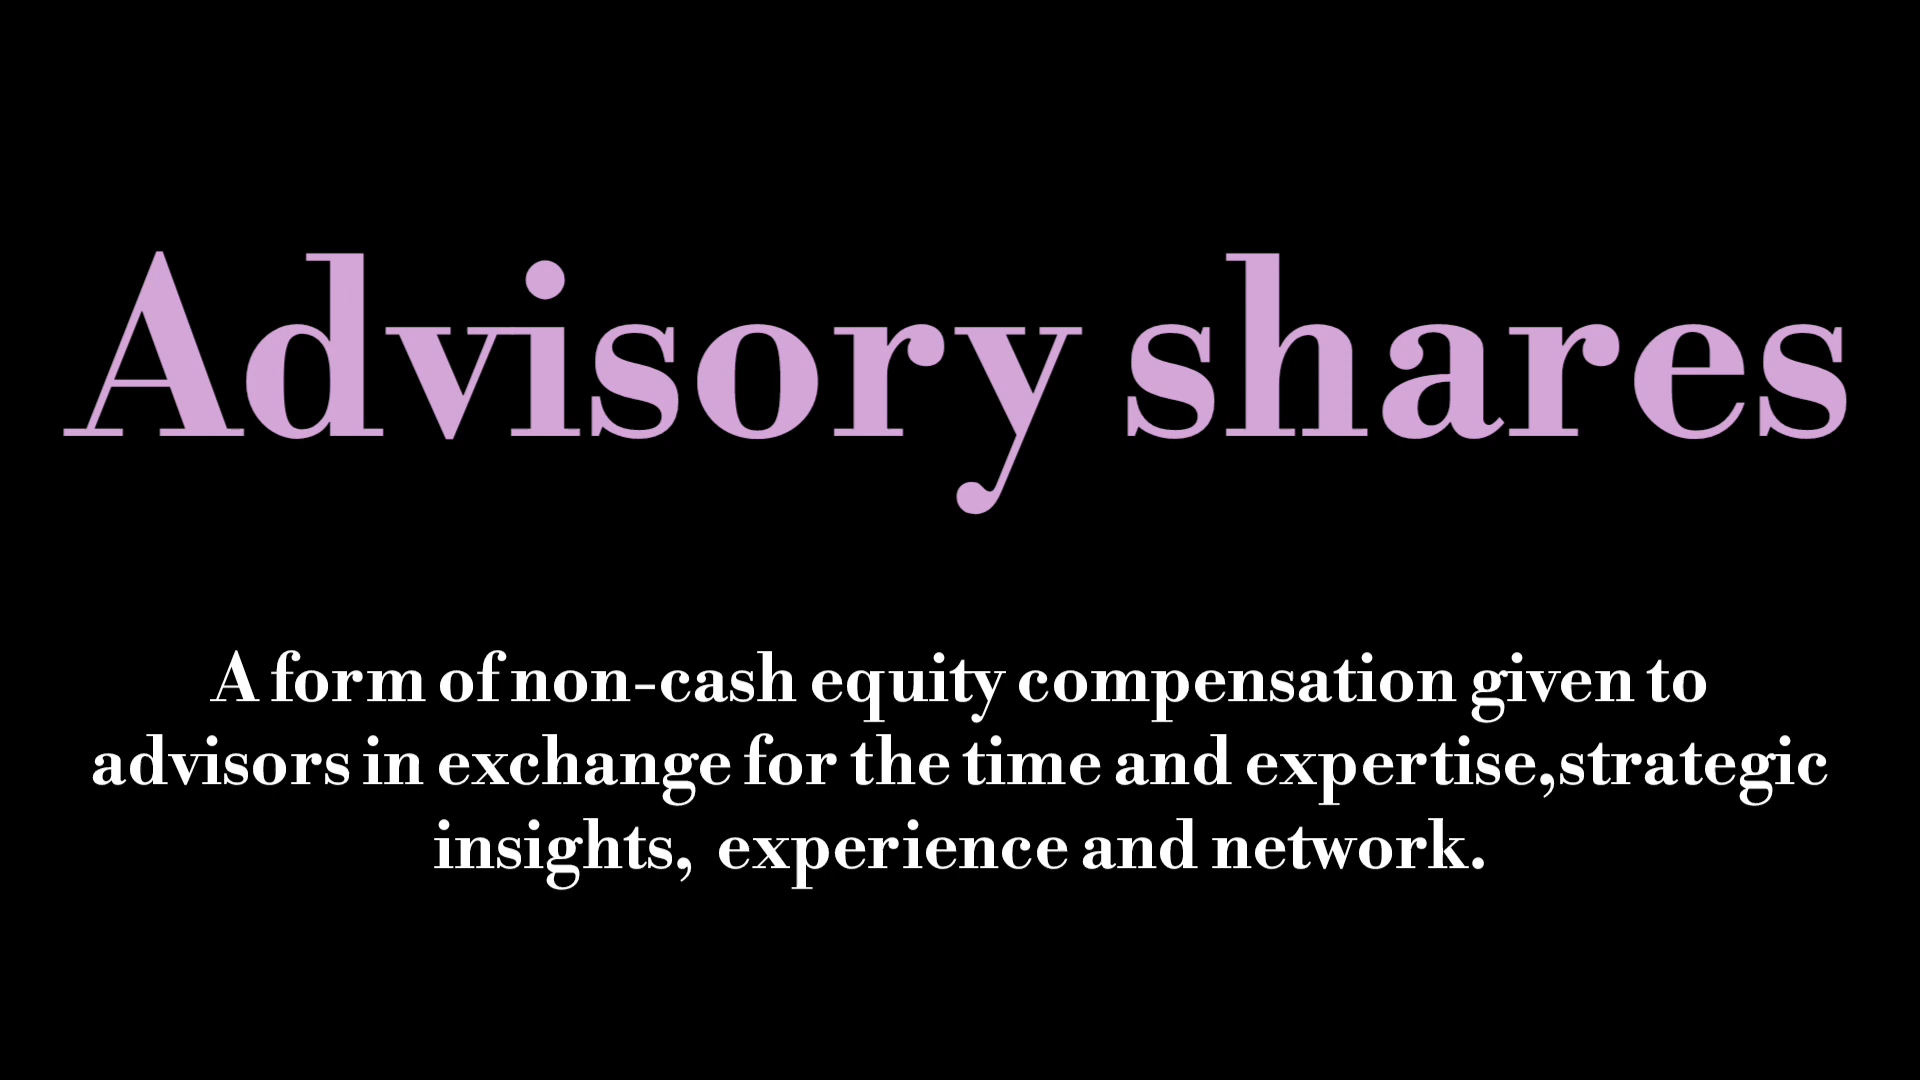 Advisory shares
A form of non-cash equity compensation given to
advisors in exchange for the time and expertise,strategic
insights, experience and network.